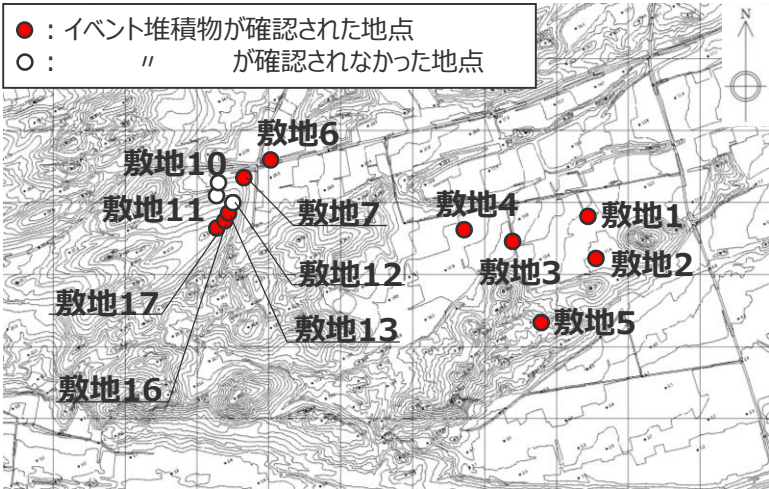 ● : イベント堆積物が確認された地点
○ : 〃 が確認されなかった地点
N
敷地6
敷地10
敷地11
敷地7
敷地4
敷地1
敷地12
敷地3
敷地2
敷地17
敷地13
敷地5
敷地16